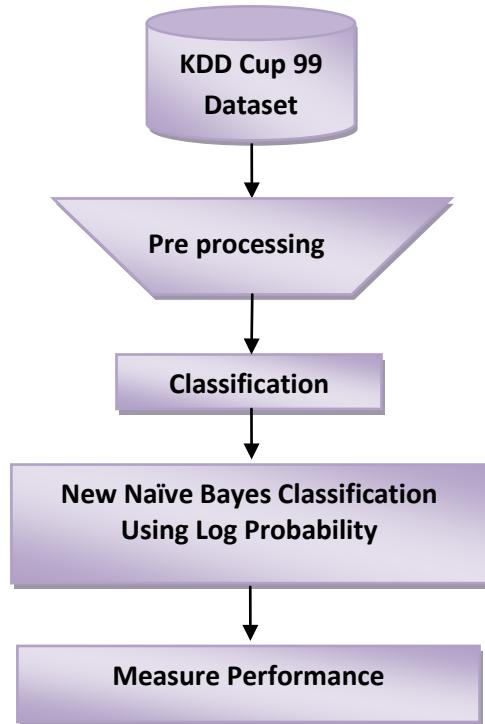 KDD Cup 99
Dataset
Pre processing
Classification
New Naïve Bayes Classification
Using Log Probability
Measure Performance